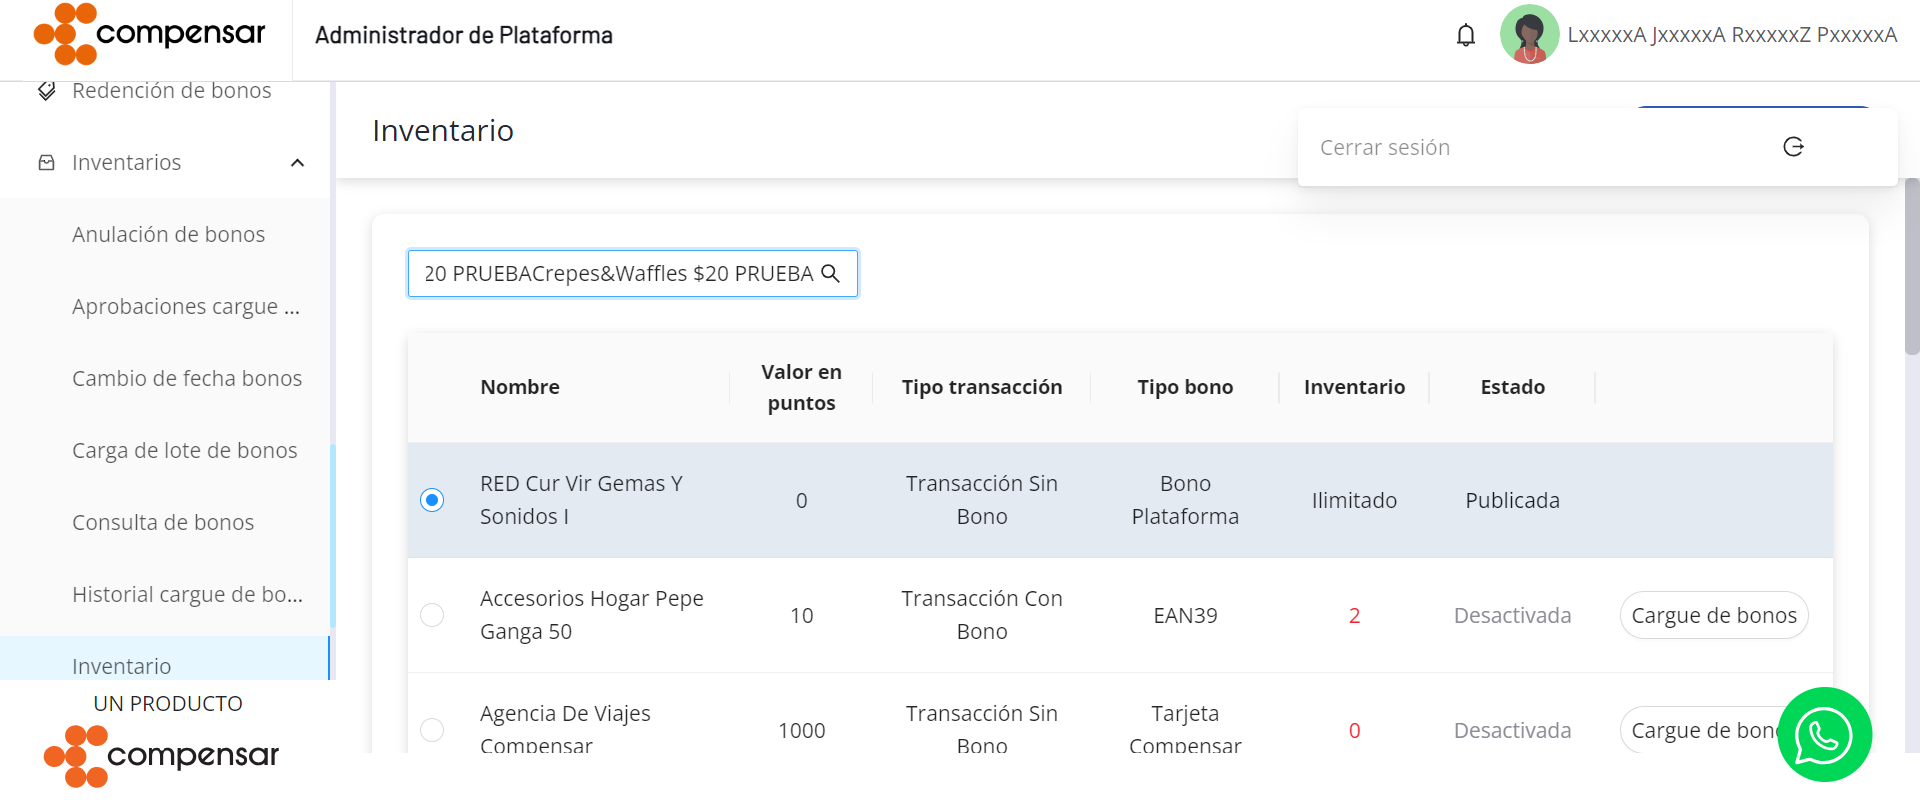 compensar
Administrador de Plataforma
LxxxxxA JxxxxxA RxxxxxZ PxxxxxA
Redención de bonos
Inventarios
Anulación de bonos
Aprobaciones cargue ...
Cambio de fecha bonos
Carga de lote de bonos
Consulta de bonos
Historial cargue de bo...
Inventario
UN PRODUCTO
compensar
Inventario
Cerrar sesión
20 PRUEBACrepes&Waffles $20 PRUEBA
Nombre
Valor en
puntos
Tipo transacción
Tipo bono
Inventario
Estado
RED Cur Vir Gemas Y
Sonidos I
0
Transacción Sin
Bono
Bono
Plataforma
Ilimitado
Publicada
Accesorios Hogar Pepe
Ganga 50
10
Transacción Con
Bono
EAN39
2
Desactivada
Cargue de bonos
Agencia De Viajes
Compensar
1000
Transacción Sin
Bono
Tarjeta
Compensar
0
Desactivada
Cargue de bon